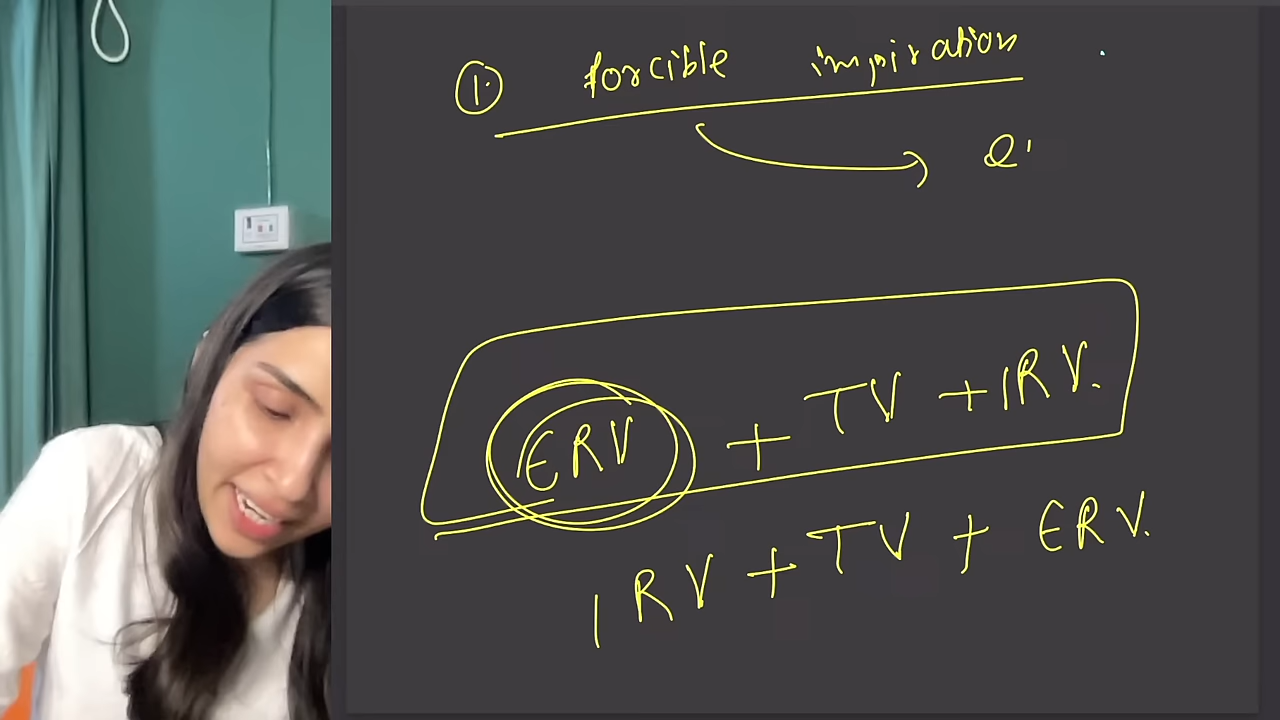 ① forcible inspiration
ERV + TV + IRV.
IRV + TV + ERV.